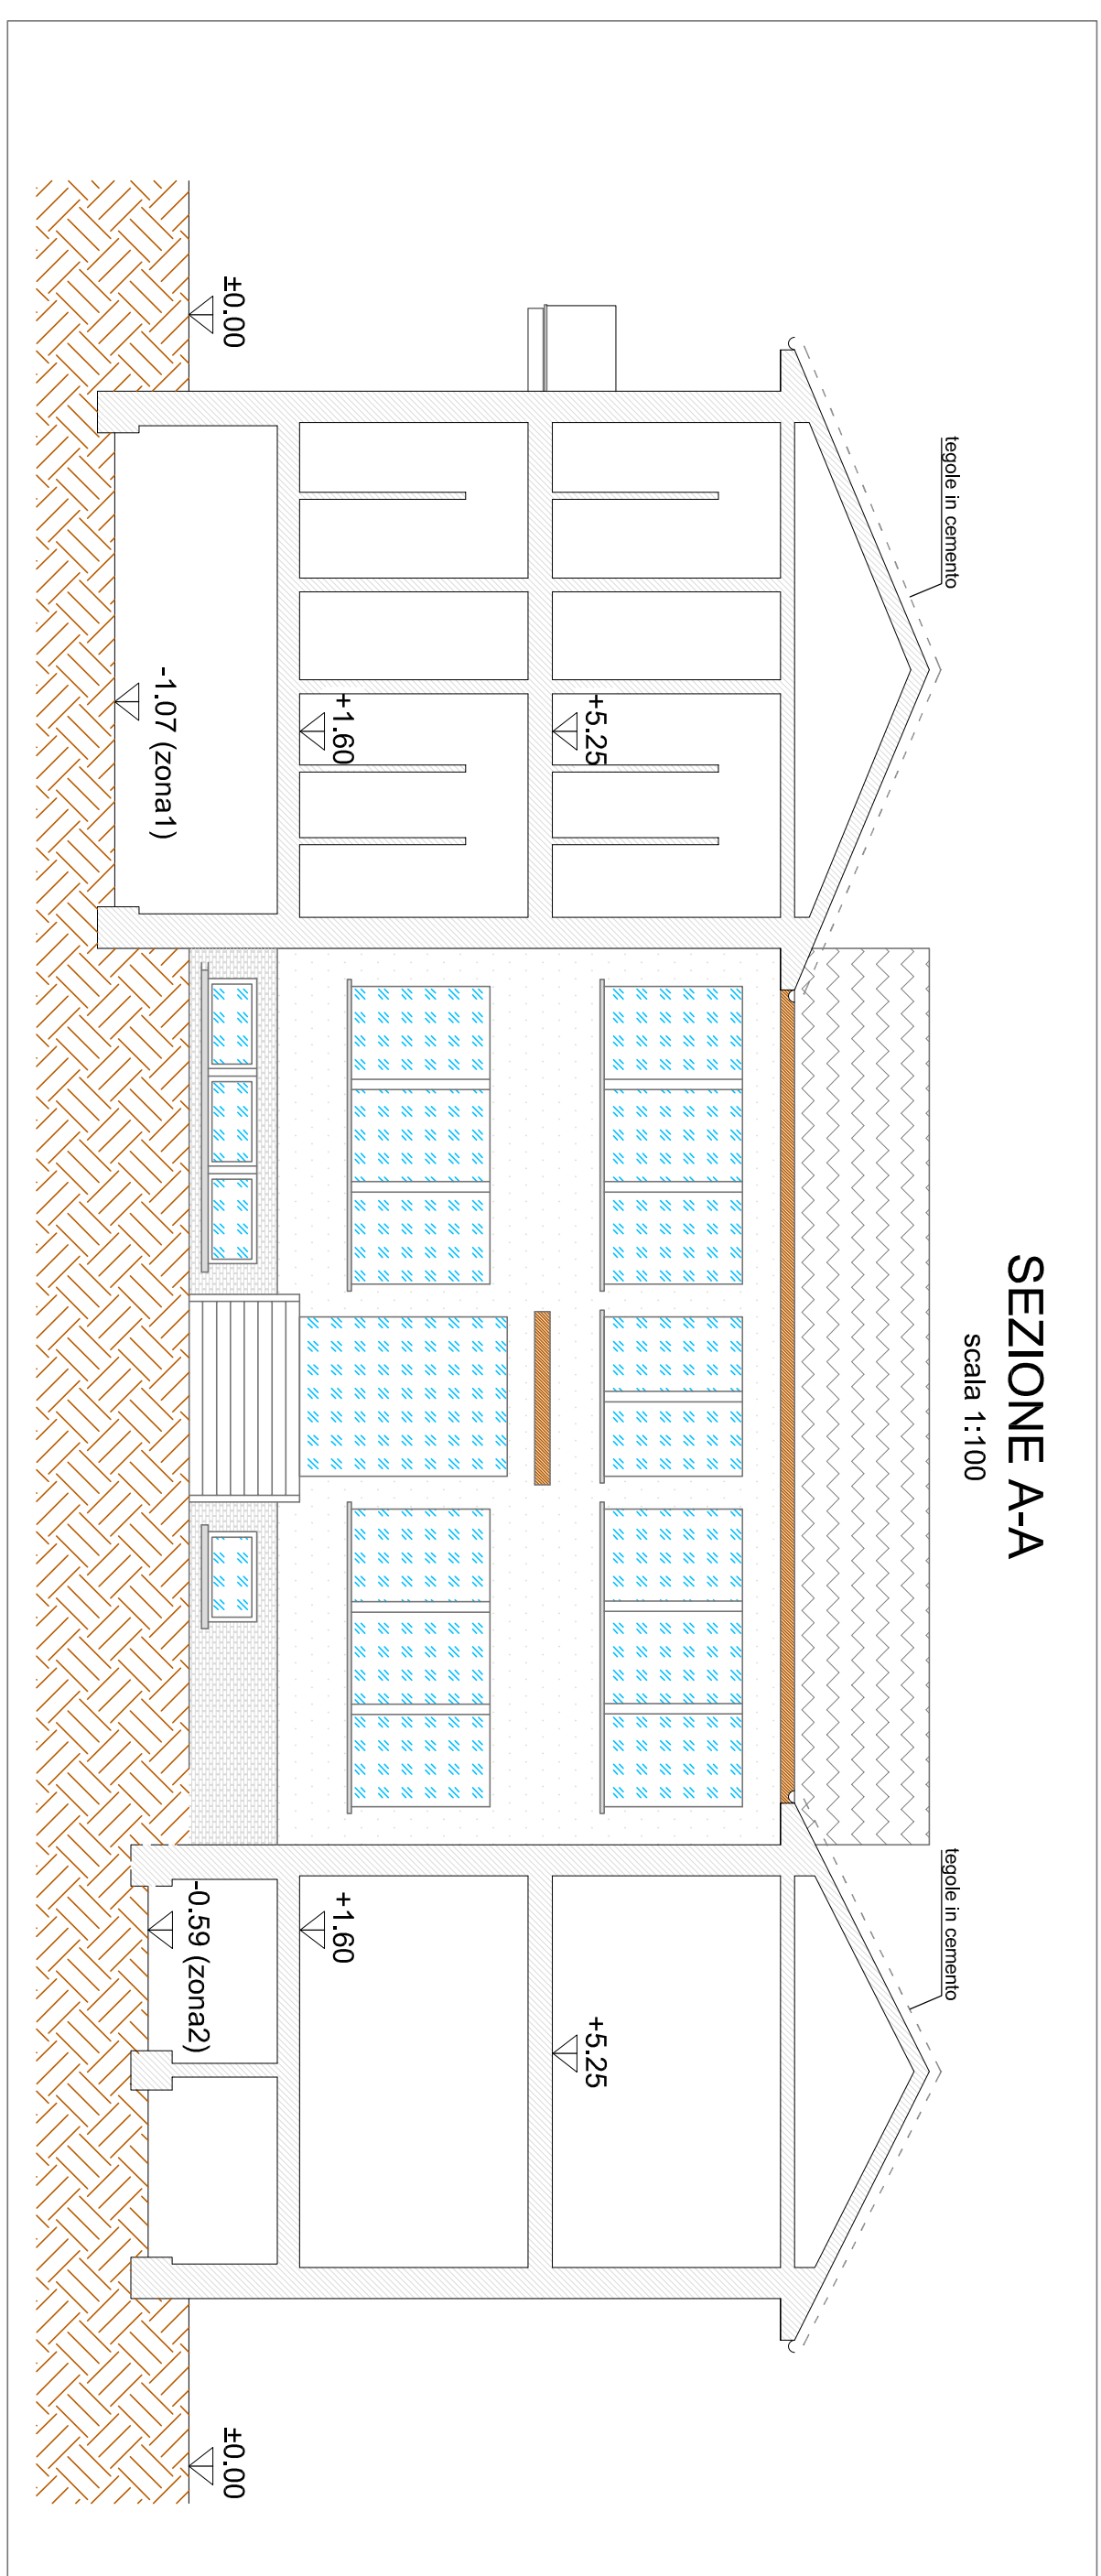 SEZIONE A-A
scala 1:100
tegole in cemento
tegole in cemento
+5.25
+5.25
+1.60
+1.60
±0.00
-1.07 (zona1)
-0.59 (zona2)
±0.00